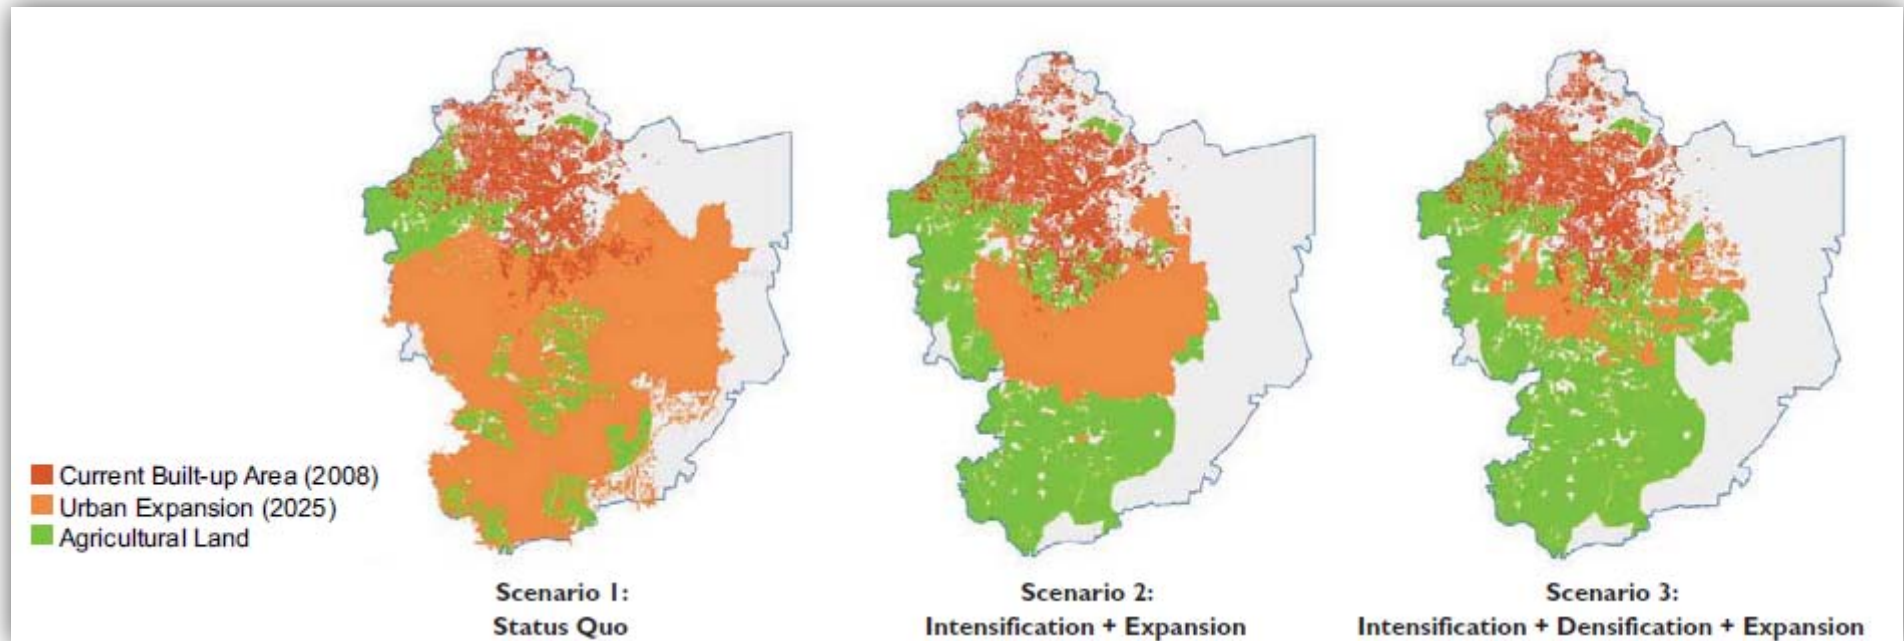 Current Built-up Area (2008)
Urban Expansion (2025)
Agricultural Land
Scenario 1:
Status Quo
Scenario 2:
Intensification + Expansion
Scenario 3:
Intensification + Densification + Expansion